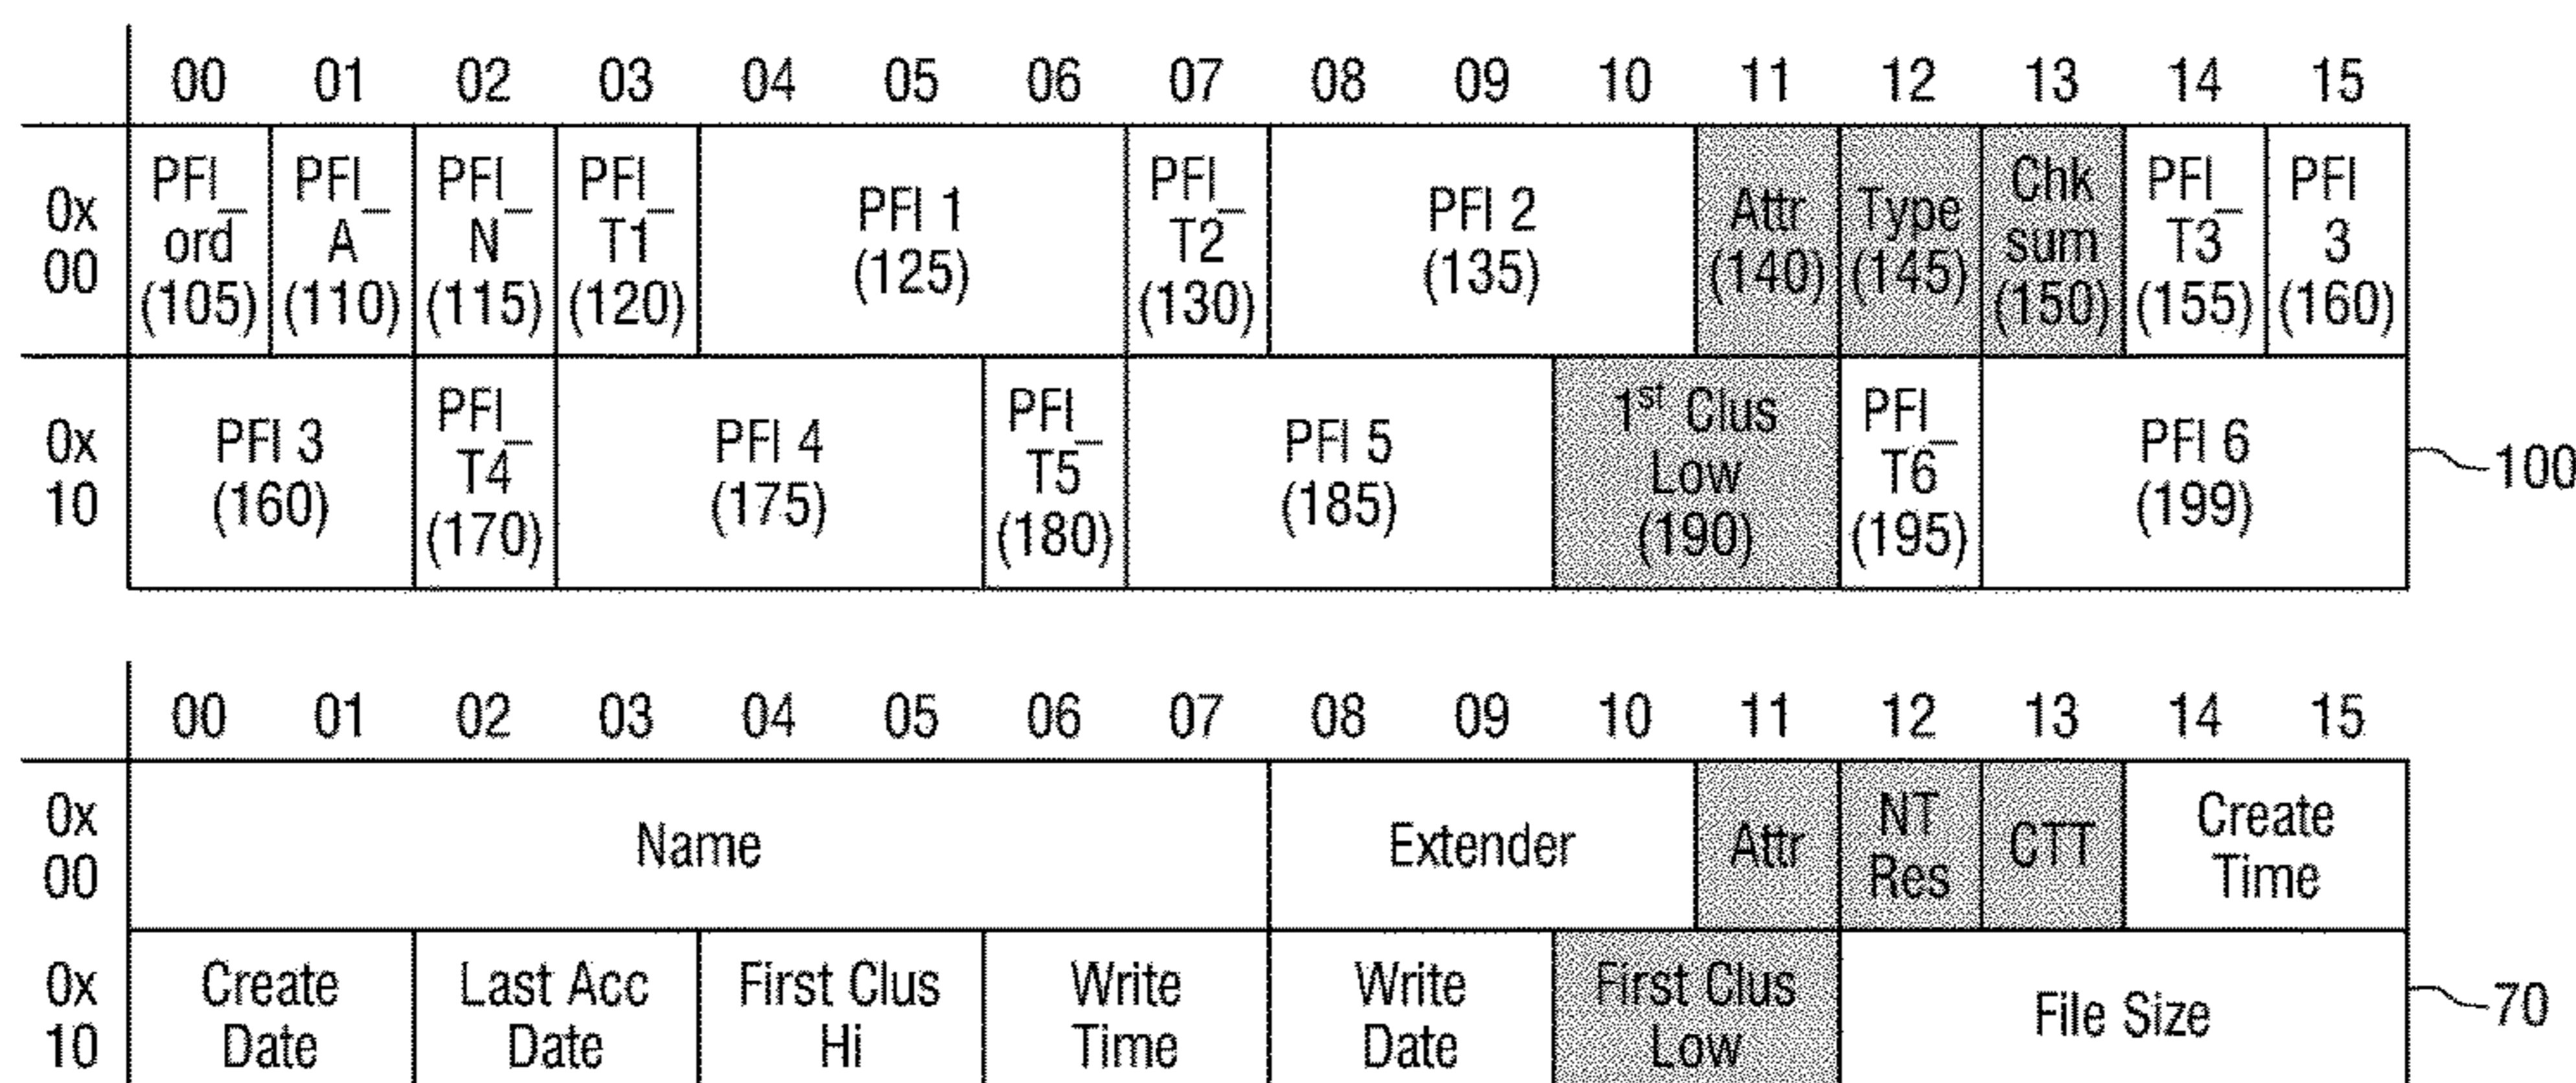 00 01 02 03 04 05 06 07 08 09 10 11 12 13 14 15
0x
00
PFI_
ord
(105)
PFI_
A
(110)
PFI_
N
(115)
PFI_
T1
(120)
PFI 1
(125)
PFI_
T2
(130)
PFI 2
(135)
Attr
(140)
Type
(145)
Chk
sum
(150)
PFI_
T3
(155)
PFI
3
(160)
0x
10
PFI 3
(160)
PFI_
T4
(170)
PFI 4
(175)
PFI_
T5
(180)
PFI 5
(185)
1st Clus
Low
(190)
PFI_
T6
(195)
PFI 6
(199)
100
00 01 02 03 04 05 06 07 08 09 10 11 12 13 14 15
0x
00
Name
Extender
Attr
NT
Res
CTT
Create
Time
0x
10
Create
Date
Last Acc
Date
First Clus
Hi
Write
Time
Write
Date
First Clus
Low
File Size
70